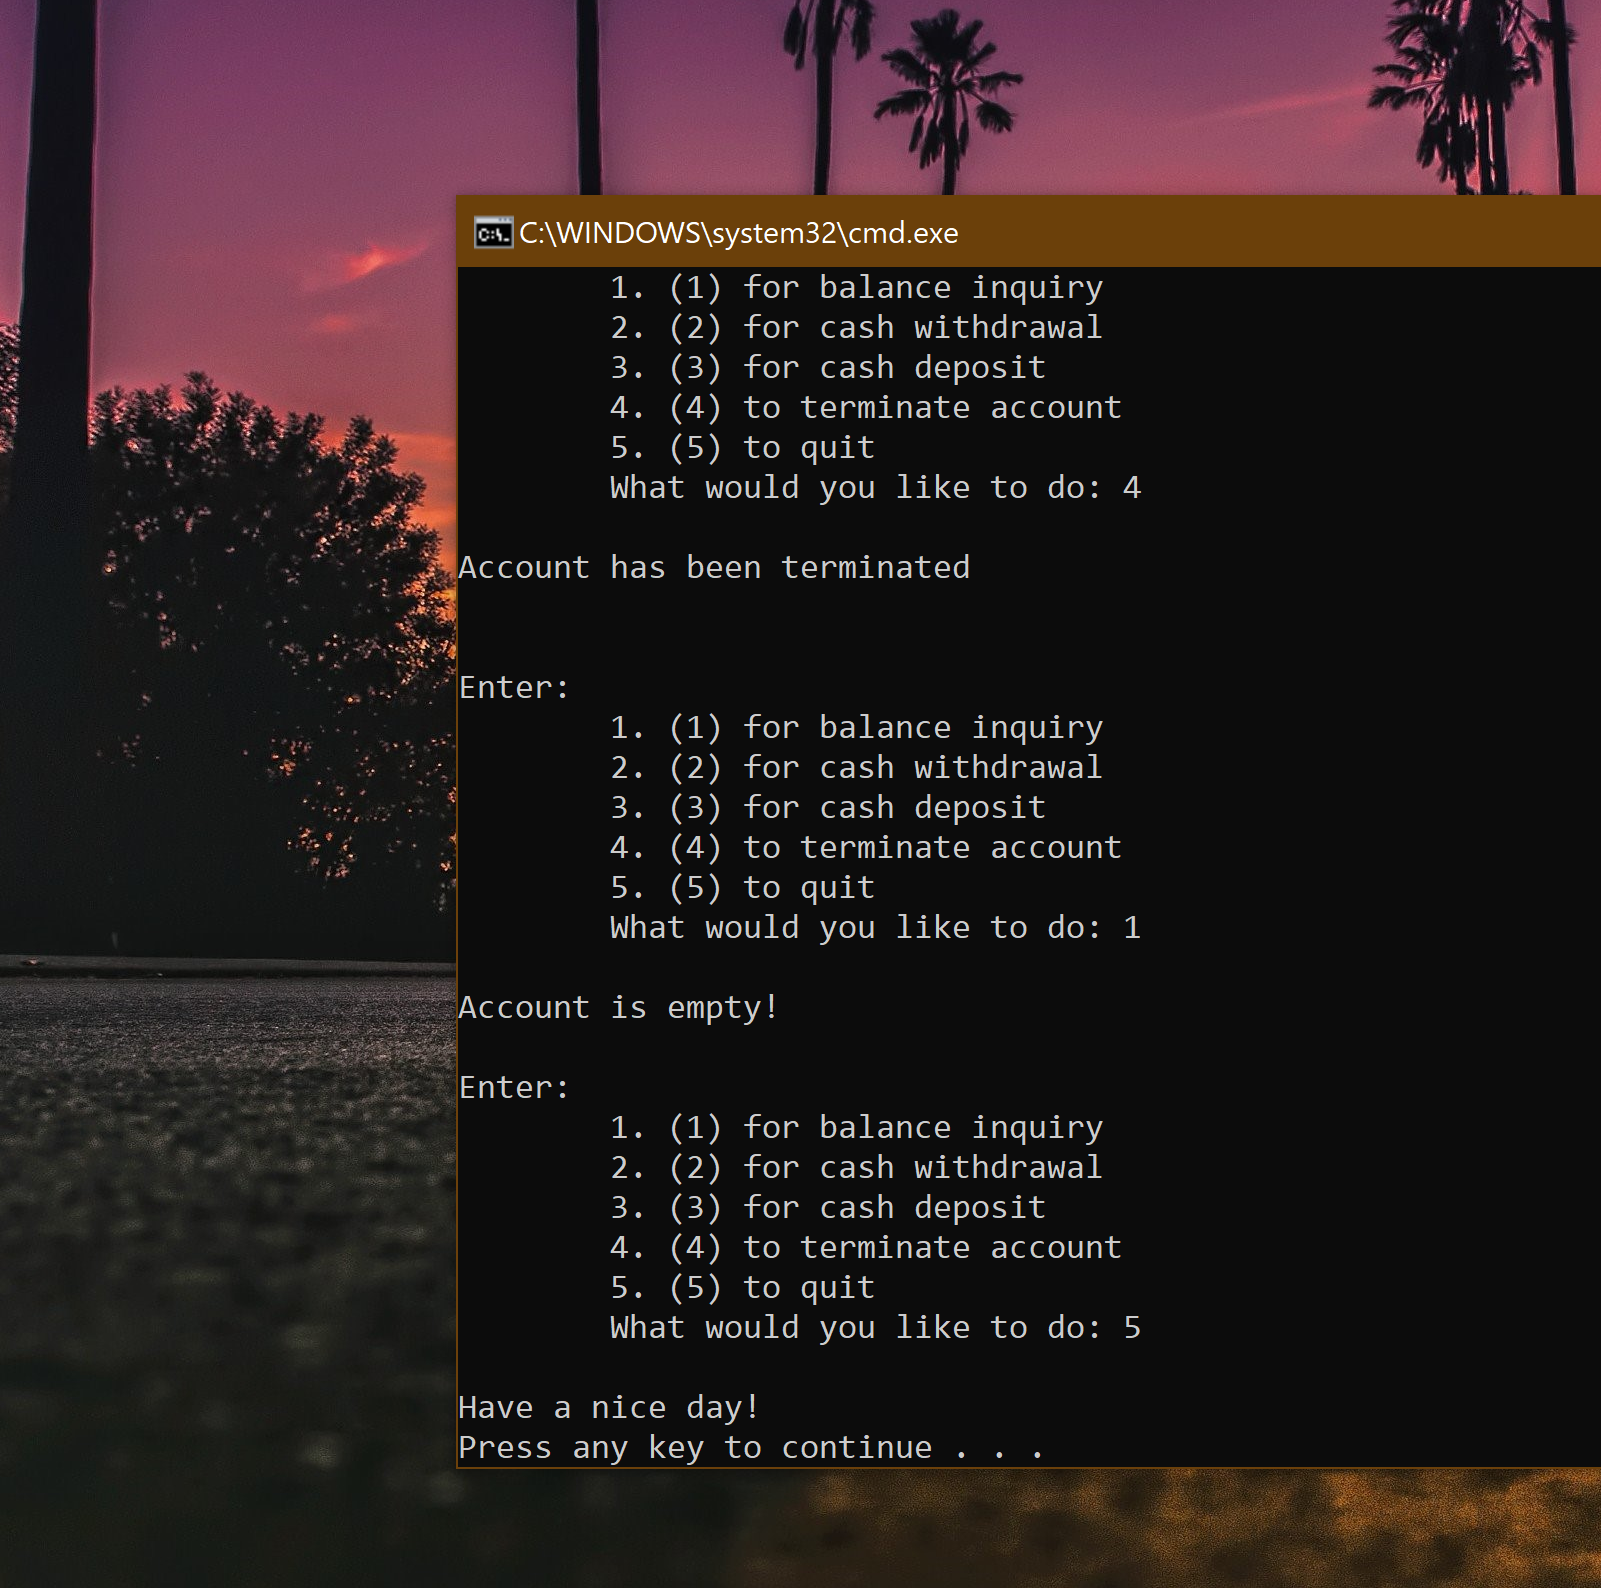 C:\WINDOWS\system32\cmd.exe
1. (1) for balance inquiry
2. (2) for cash withdrawal
3. (3) for cash deposit
4. (4) to terminate account
5. (5) to quit
What would you like to do: 4
Account has been terminated
Enter:
1. (1) for balance inquiry
2. (2) for cash withdrawal
3. (3) for cash deposit
4. (4) to terminate account
5. (5) to quit
What would you like to do: 1
Account is empty!
Enter:
1. (1) for balance inquiry
2. (2) for cash withdrawal
3. (3) for cash deposit
4. (4) to terminate account
5. (5) to quit
What would you like to do: 5
Have a nice day!
Press any key to continue . . .